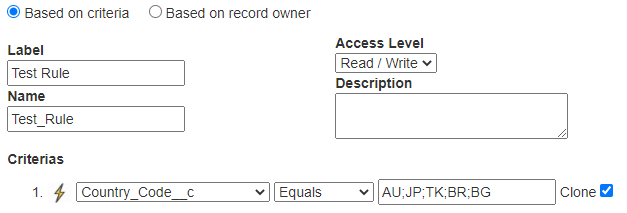 Based on criteria Based on record owner
Label
Test Rule
Name
Test_Rule
Access Level
Read / Write
Description
Criterias
1. Country_Code__c Equals AU;JP;TK;BR;BG Clone